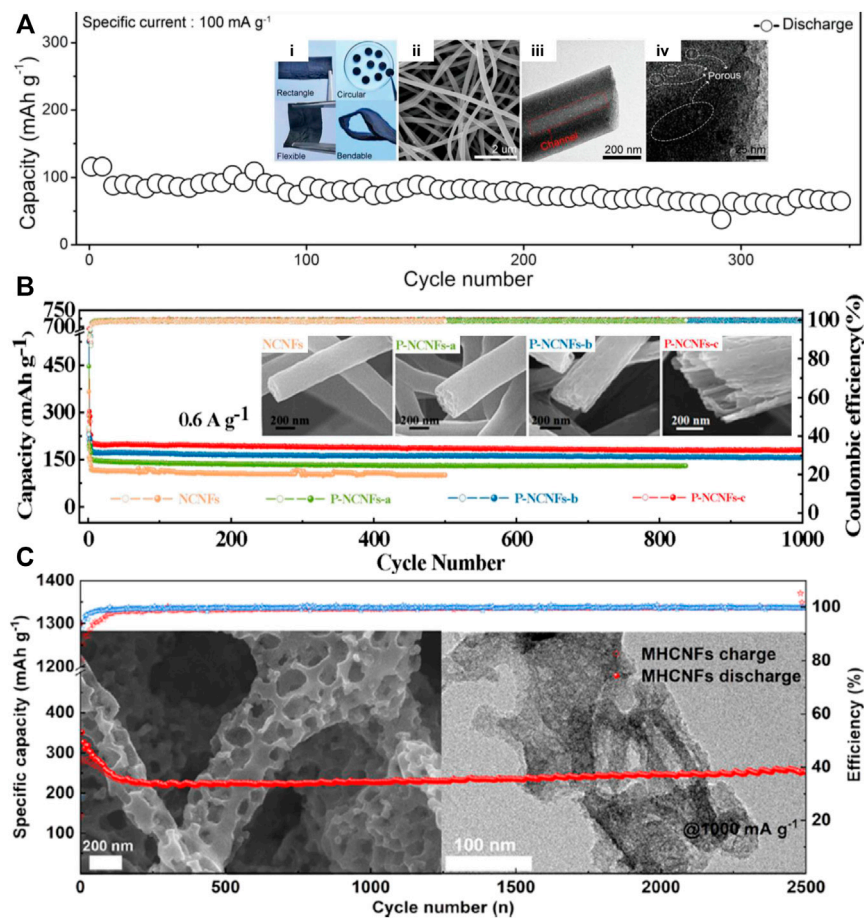 A
Specific current : 100 mA g⁻¹
Discharge
Capacity (mAh g⁻¹)
300
200
100
0
i
Rectangle
Circular
Flexible
Bendable
ii
2 um
iii
Channel
200 nm
iv
Porous
25 nm
0
100
200
300
Cycle number
B
Capacity (mAh g⁻¹)
750
700
450
300
150
0
NCNFs
P-NCNFs-a
P-NCNFs-b
P-NCNFs-c
200 nm
200 nm
200 nm
200 nm
0.6 A g⁻¹
NCNFs
P-NCNFs-a
P-NCNFs-b
P-NCNFs-c
Coulombic efficiency(%)
100
80
60
40
20
0
0
200
400
600
800
1000
Cycle Number
C
Specific capacity (mAh g⁻¹)
1400
1300
1200
400
300
200
100
MHCNFs charge
MHCNFs discharge
@1000 mA g⁻¹
200 nm
100 nm
Efficiency (%)
100
80
60
40
20
0
500
1000
1500
2000
2500
Cycle number (n)